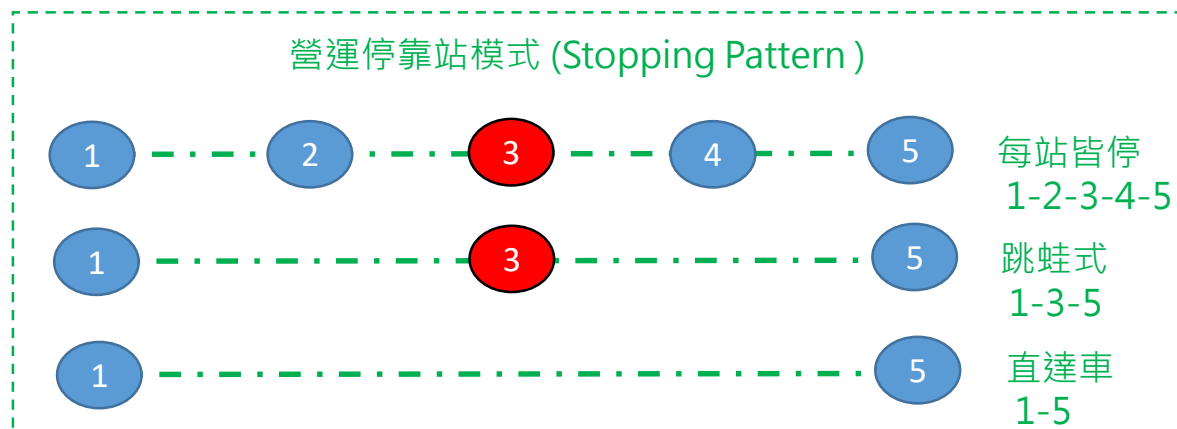 營運停靠站模式 (Stopping Pattern )
1 2 3 4 5 每站皆停
1-2-3-4-5
1 3 5 跳蛙式
1-3-5
1 5 直達車
1-5